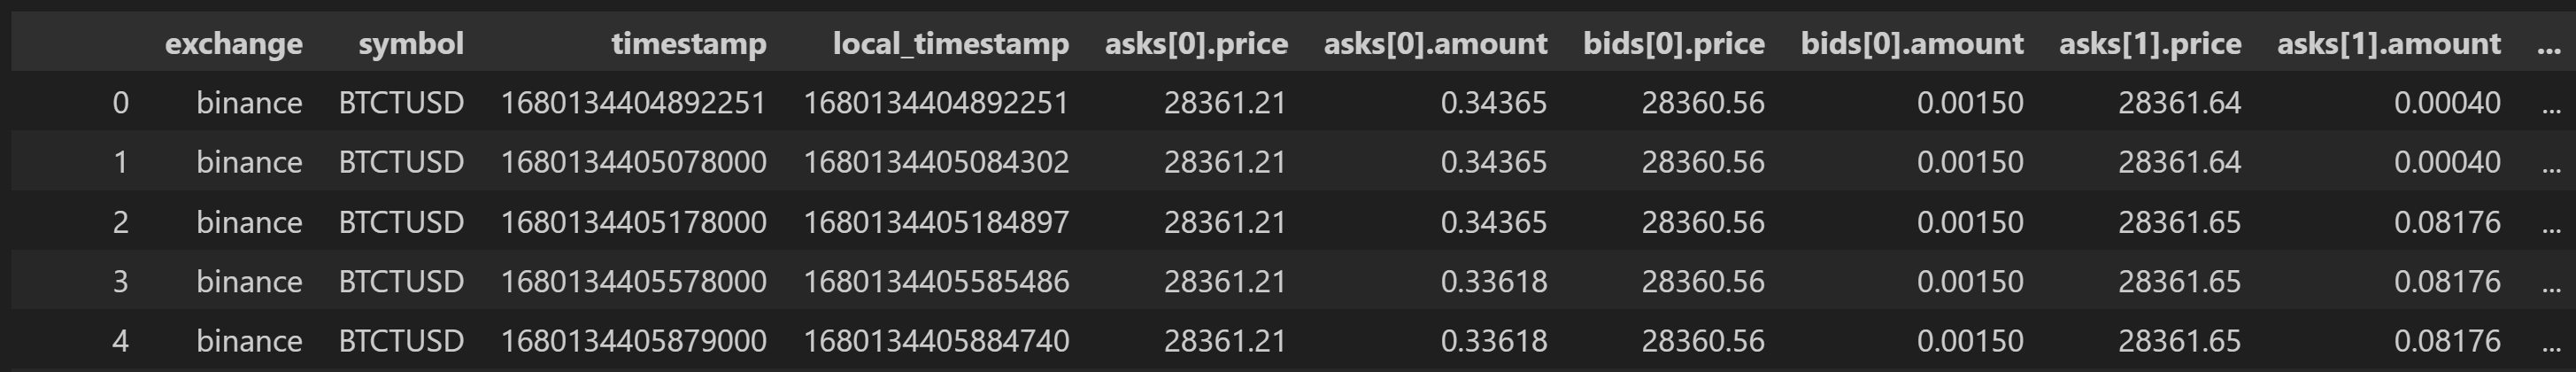 exchange symbol timestamp local_timestamp asks[0].price asks[0].amount bids[0].price bids[0].amount asks[1].price asks[1].amount ...
0 binance BTCTUSD 1680134404892251 1680134404892251 28361.21 0.34365 28360.56 0.00150 28361.64 0.00040 ...
1 binance BTCTUSD 1680134405078000 1680134405084302 28361.21 0.34365 28360.56 0.00150 28361.64 0.00040 ...
2 binance BTCTUSD 1680134405178000 1680134405184897 28361.21 0.34365 28360.56 0.00150 28361.65 0.08176 ...
3 binance BTCTUSD 1680134405578000 1680134405585486 28361.21 0.33618 28360.56 0.00150 28361.65 0.08176 ...
4 binance BTCTUSD 1680134405879000 1680134405884740 28361.21 0.33618 28360.56 0.00150 28361.65 0.08176 ...